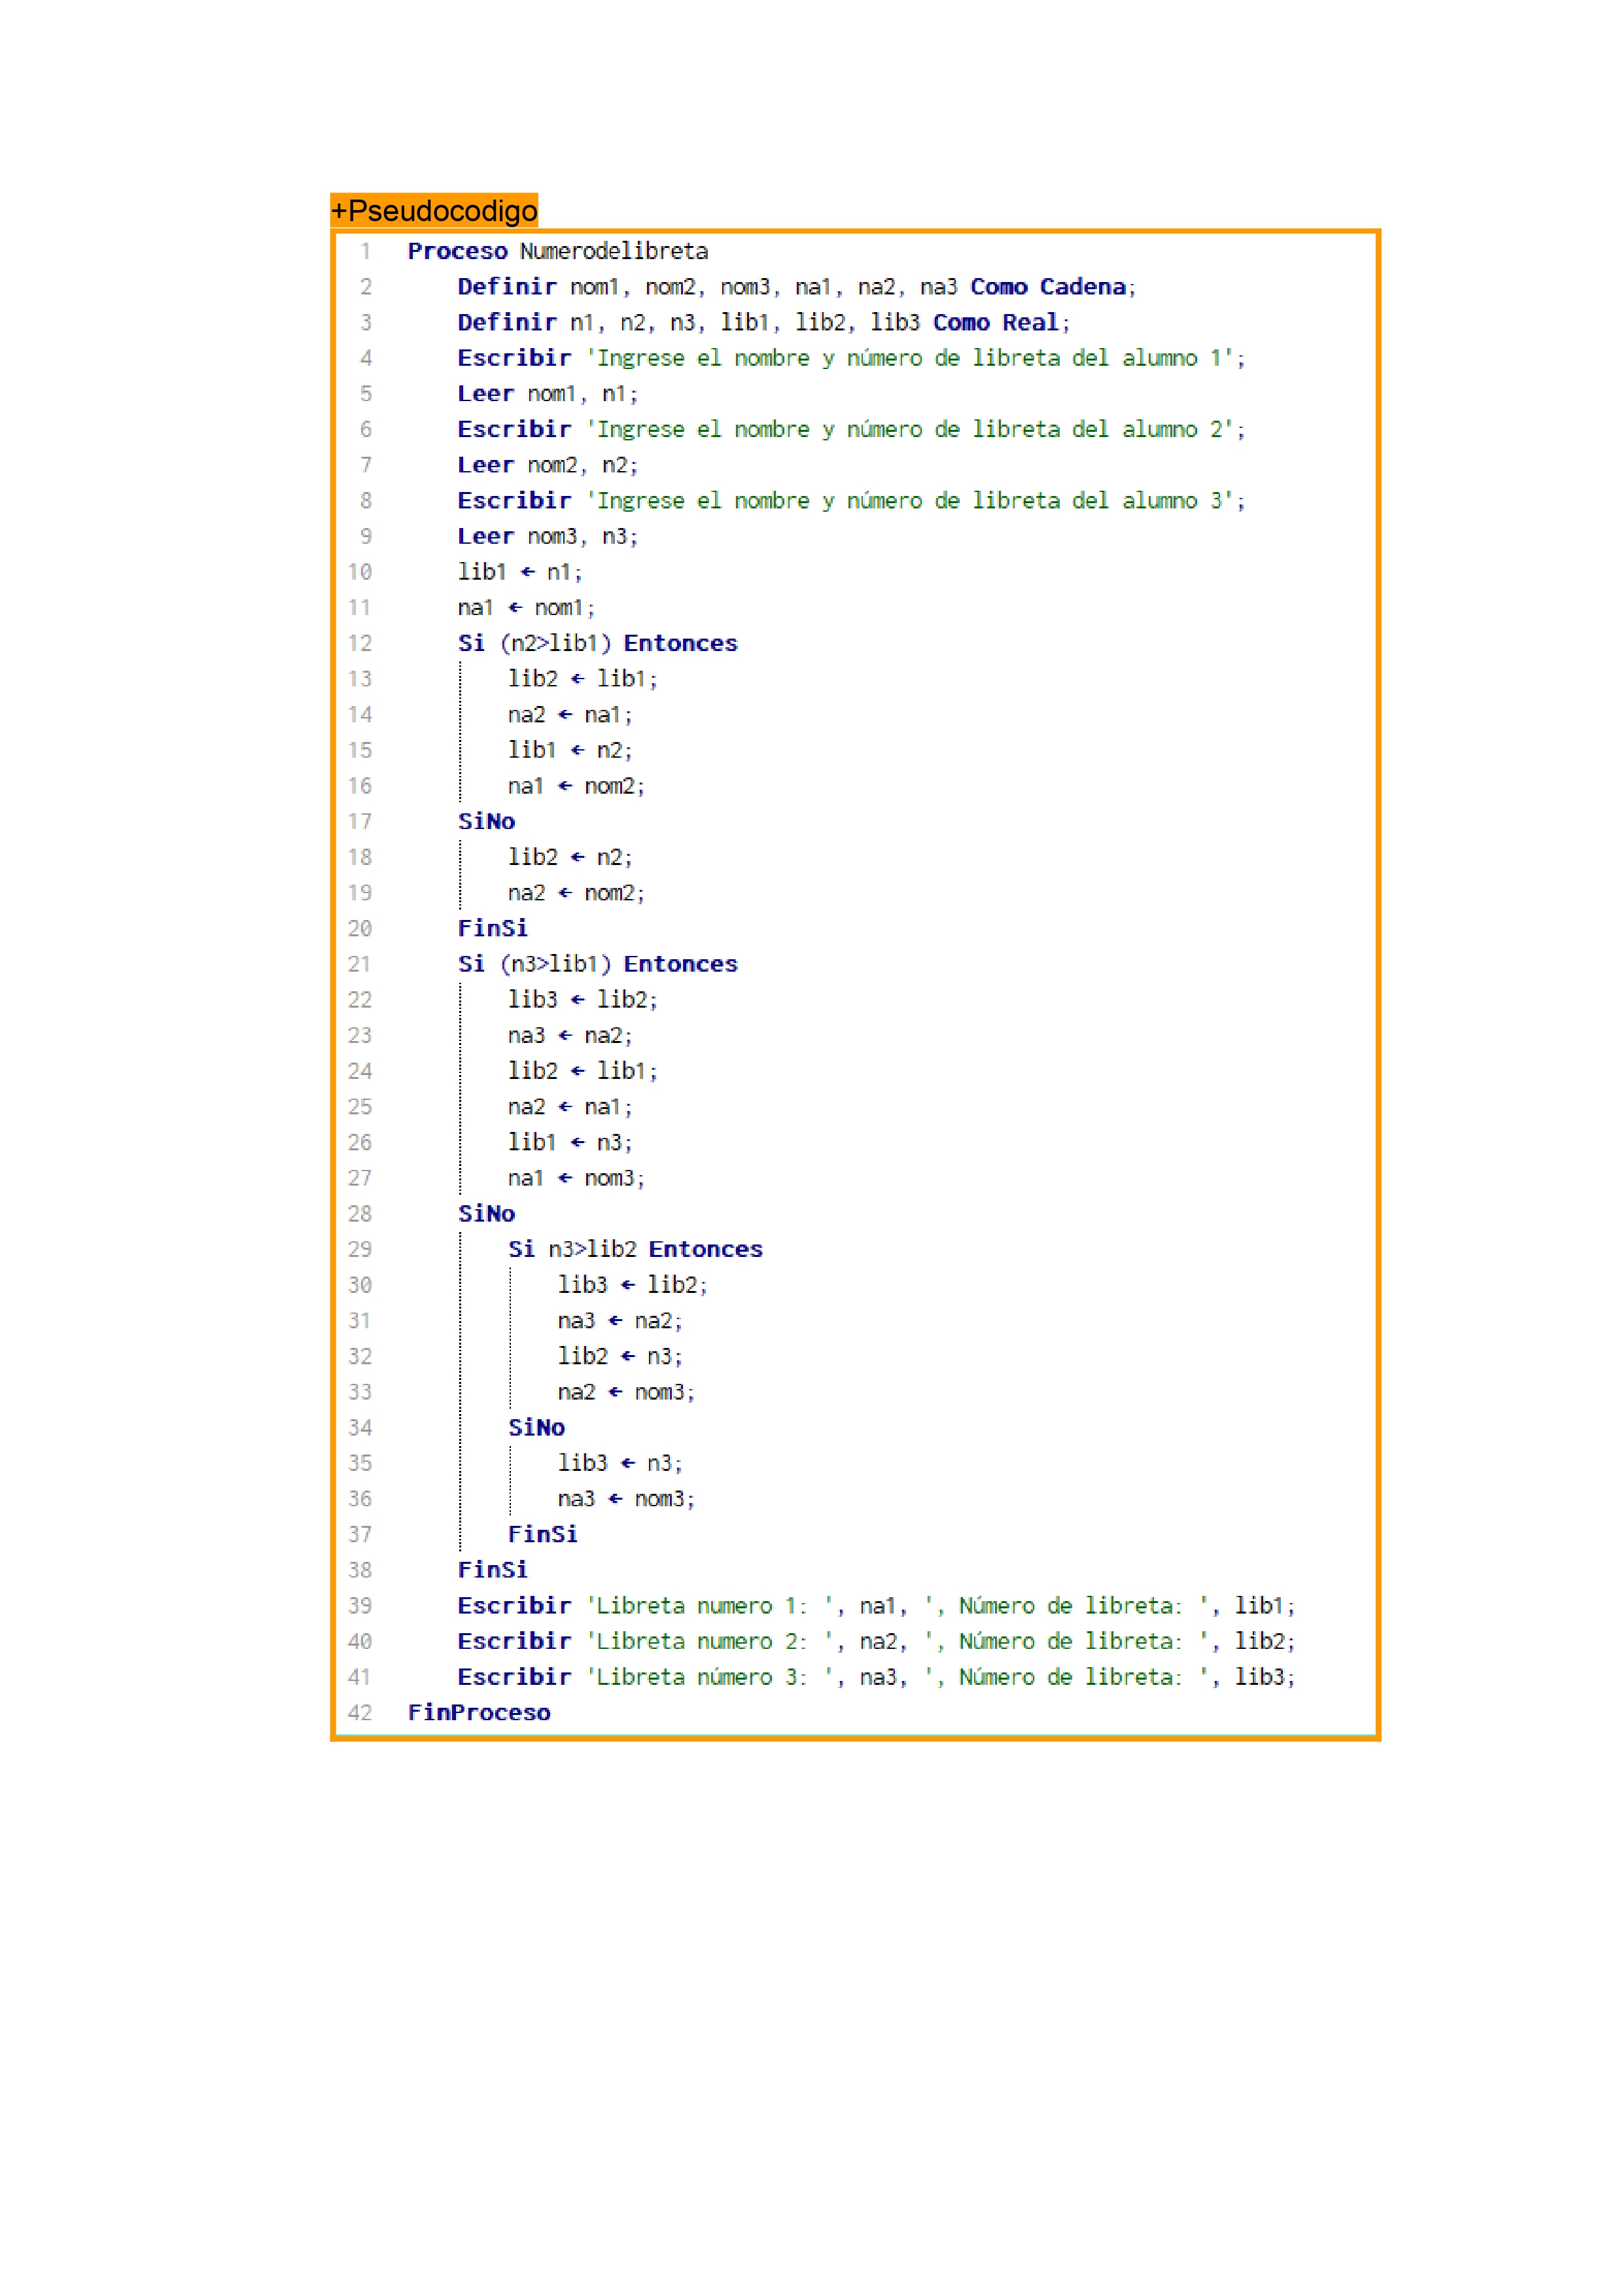 +Pseudocodigo
1 Proceso Numerodelibreta
2 Definir nom1, nom2, nom3, na1, na2, na3 Como Cadena;
3 Definir n1, n2, n3, lib1, lib2, lib3 Como Real;
4 Escribir 'Ingrese el nombre y número de libreta del alumno 1';
5 Leer nom1, n1;
6 Escribir 'Ingrese el nombre y número de libreta del alumno 2';
7 Leer nom2, n2;
8 Escribir 'Ingrese el nombre y número de libreta del alumno 3';
9 Leer nom3, n3;
10 lib1 ← n1;
11 na1 ← nom1;
12 Si (n2>lib1) Entonces
13 lib2 ← lib1;
14 na2 ← na1;
15 lib1 ← n2;
16 na1 ← nom2;
17 SiNo
18 lib2 ← n2;
19 na2 ← nom2;
20 FinSi
21 Si (n3>lib1) Entonces
22 lib3 ← lib2;
23 na3 ← na2;
24 lib2 ← lib1;
25 na2 ← na1;
26 lib1 ← n3;
27 na1 ← nom3;
28 SiNo
29 Si n3>lib2 Entonces
30 lib3 ← lib2;
31 na3 ← na2;
32 lib2 ← n3;
33 na2 ← nom3;
34 SiNo
35 lib3 ← n3;
36 na3 ← nom3;
37 FinSi
38 FinSi
39 Escribir 'Libreta numero 1: ', na1, ', Número de libreta: ', lib1;
40 Escribir 'Libreta numero 2: ', na2, ', Número de libreta: ', lib2;
41 Escribir 'Libreta número 3: ', na3, ', Número de libreta: ', lib3;
42 FinProceso